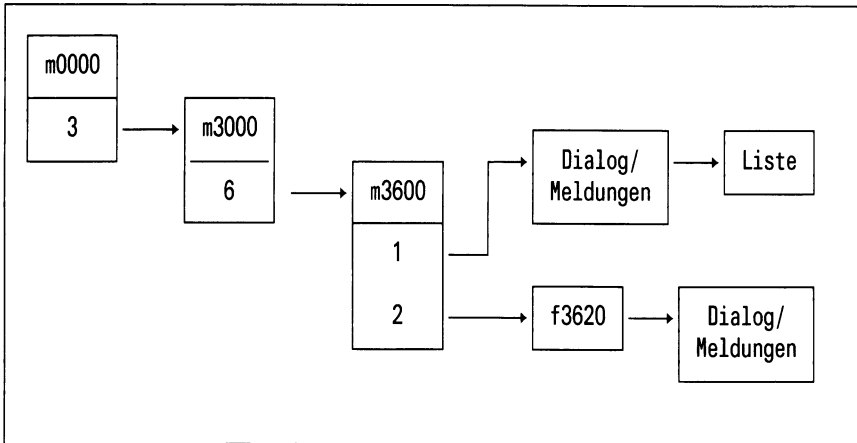 m0000
3
m3000
6
m3600
1
2
Dialog/
Meldungen
Liste
f3620
Dialog/
Meldungen